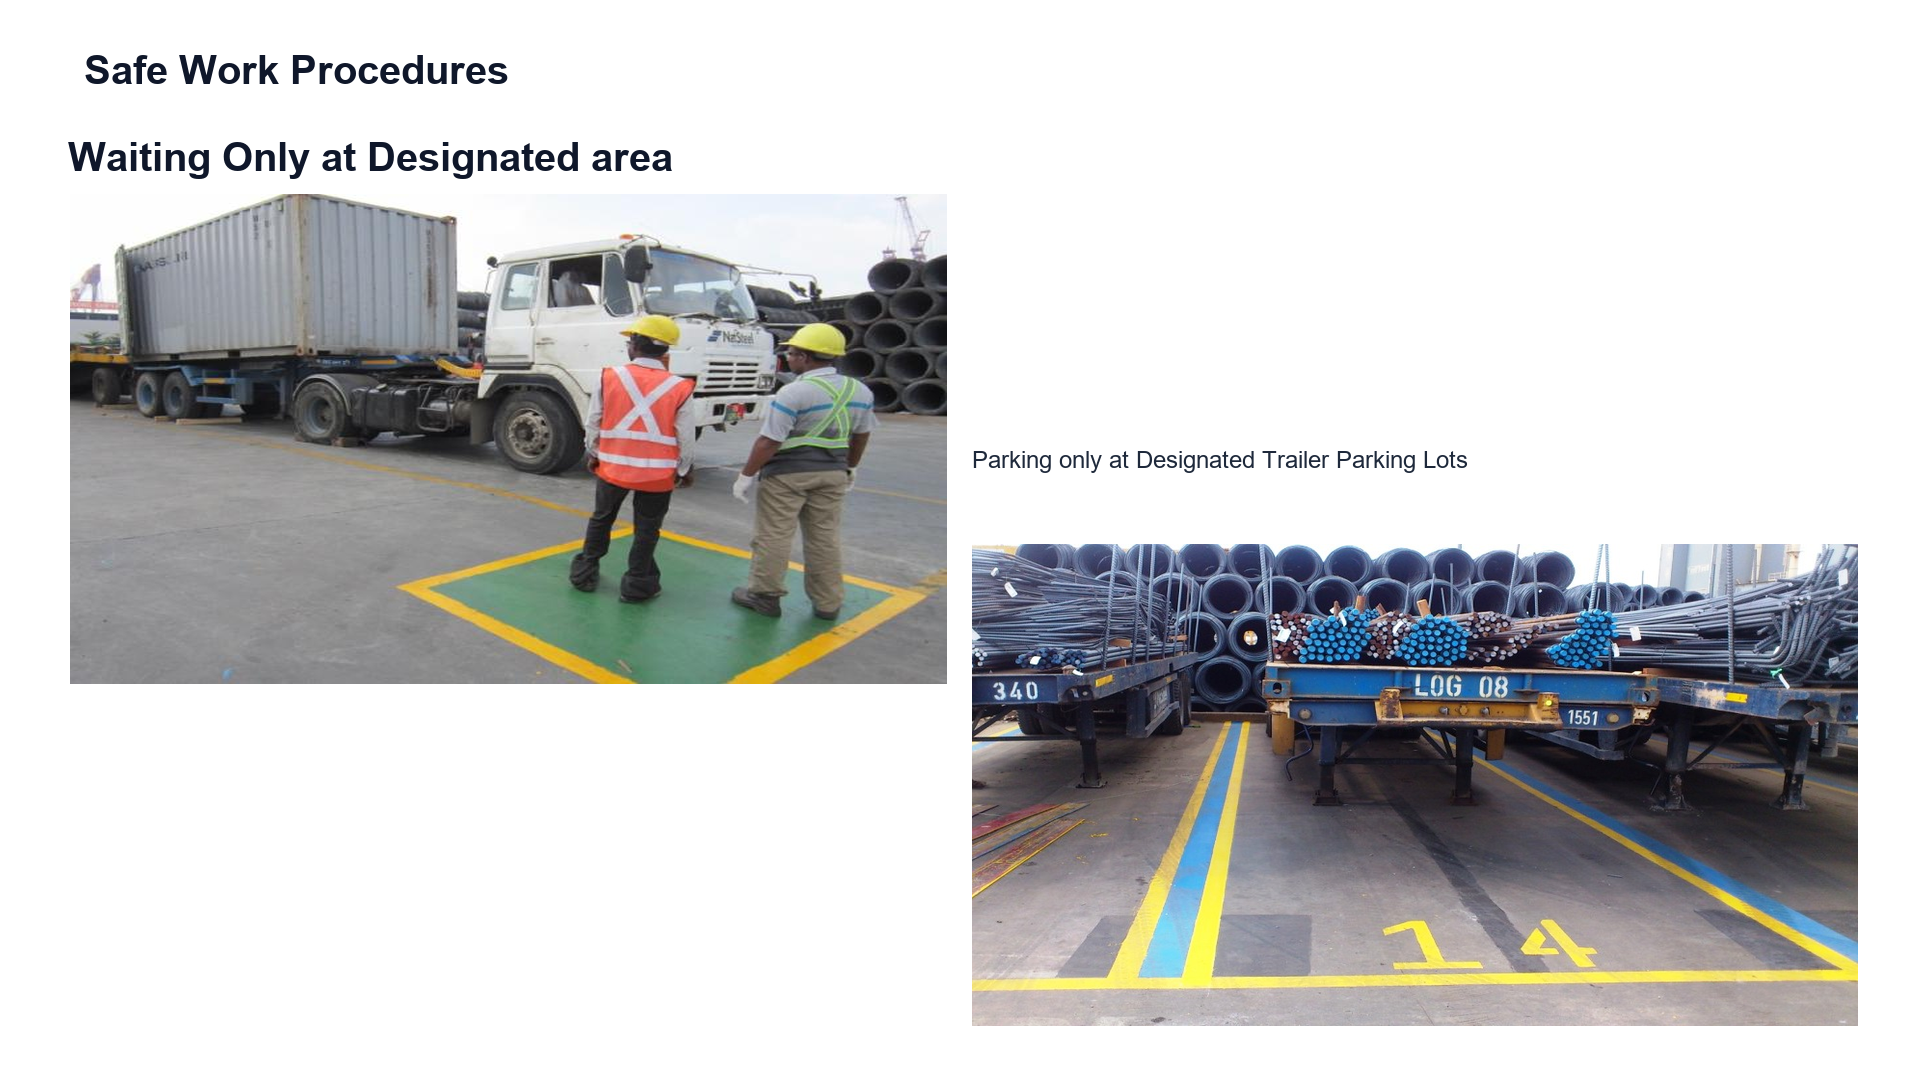 Safe Work Procedures
Waiting Only at Designated area
NatSteel
Parking only at Designated Trailer Parking Lots
340
LOG 08
1551
14